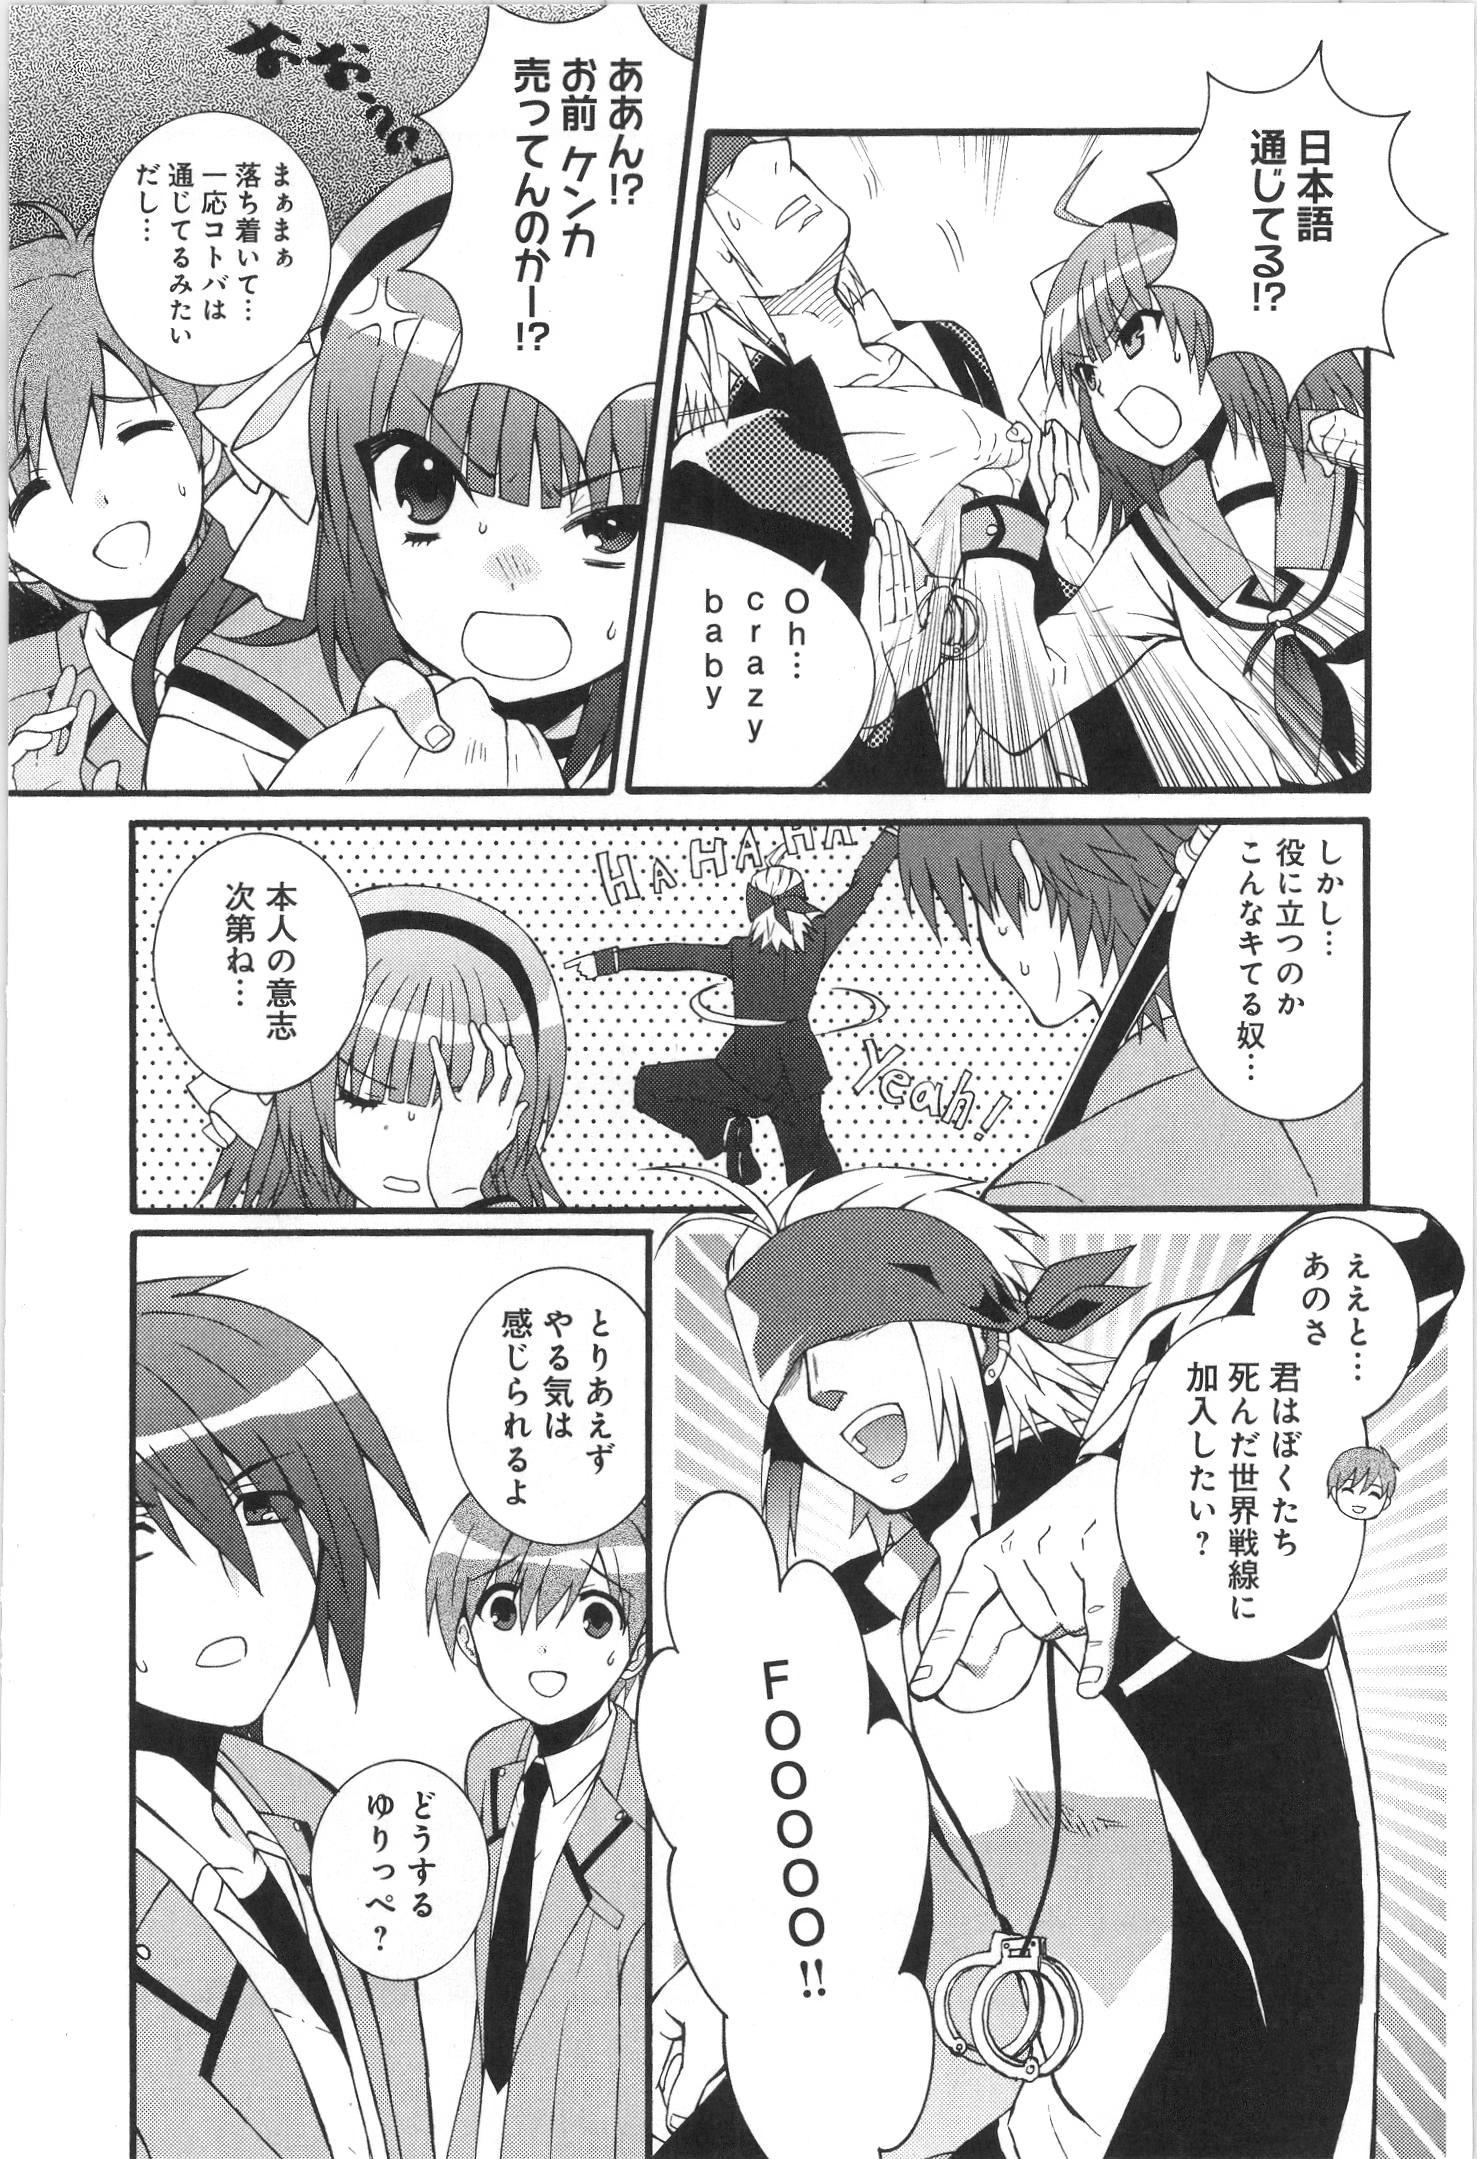 日本語
通じてる!?
Oh…
crazy
baby
ああん!?
お前 ケンカ
売ってんのかー!?
まぁまぁ
落ち着いて…
一応コトバは
通じてるみたい
だし…
しかし…
役に立つのか
こんなキてる奴…
HAHAHAHA
Yeah!
本人の意志
次第ね…
ええと…
あのさ
君はぼくたち
死んだ世界戦線に
加入したい?
FOOOOO!!
とりあえず
やる気は
感じられるよ
どうする
ゆりっぺ?